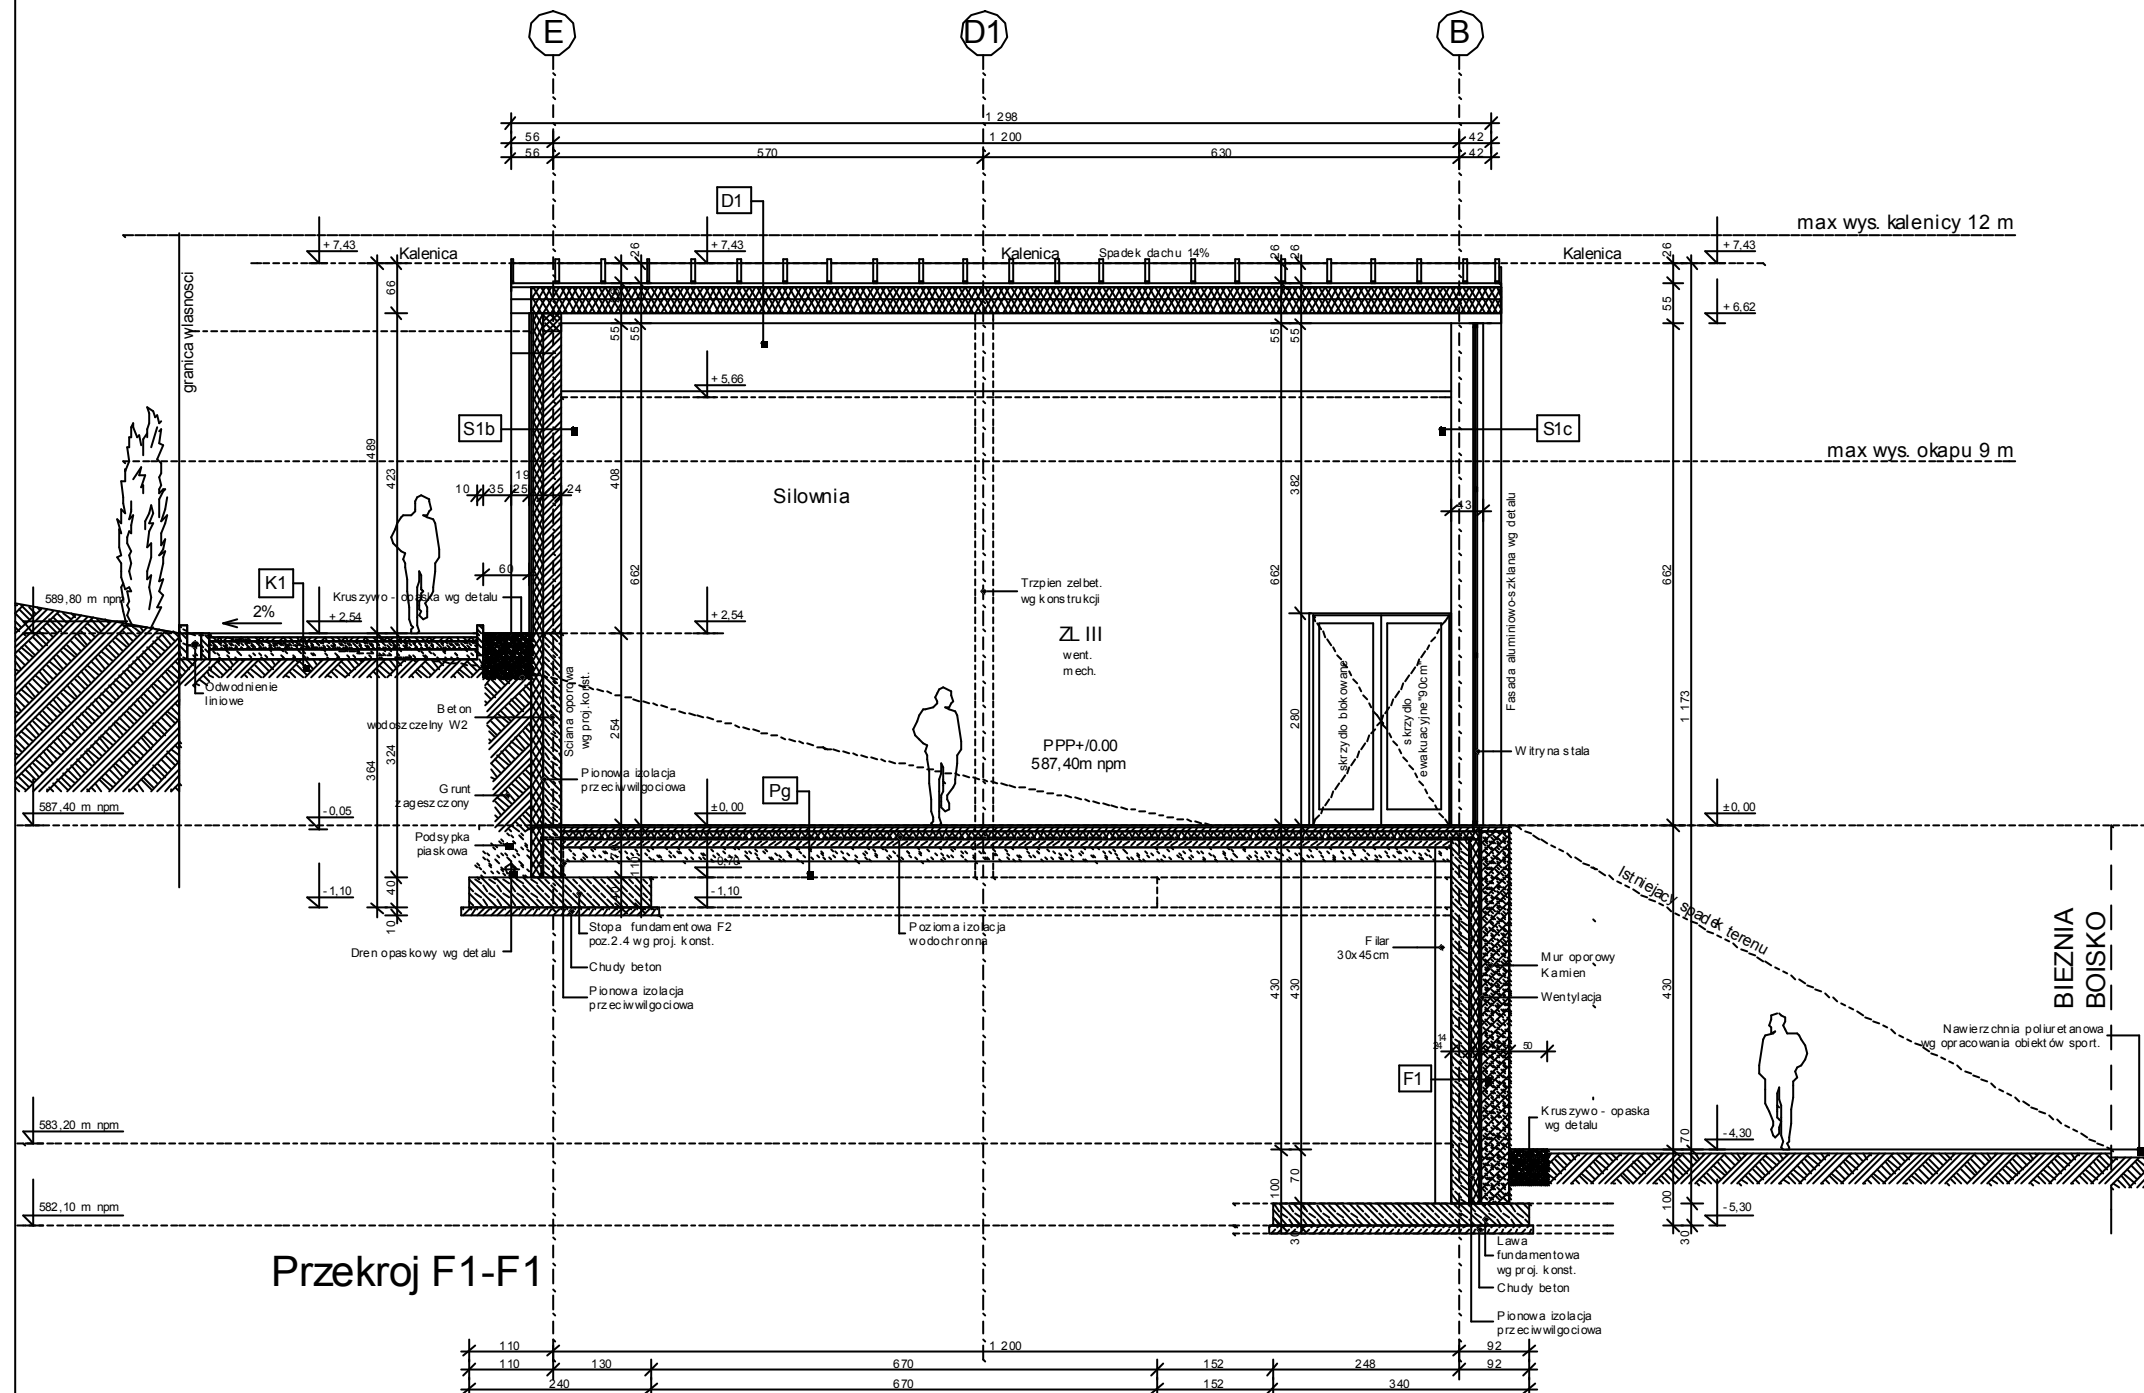 E
D1
B
1 298
56
1 200
42
56
570
630
42
D1
max wys. kalenicy 12 m
+7,43
+7,43
+7,43
Kalenica
Kalenica
Spadek dachu 14%
Kalenica
26
26
26
26
66
55
55
55
55
55
+6,62
granica wlasnosci
+5,66
S1b
S1c
max wys. okapu 9 m
489
423
408
382
19
10
35
25
24
Silownia
43
Fasada aluminiowo-szklana wg detalu
60
662
662
662
K1
Kruszywo - opaska wg detalu
589,80 m npm
2%
+2,54
+2,54
Trzpien zelbet.
wg konstrukcji
ZL III
went.
mech.
skrzydlo blokowane
skrzydlo
ewakuacyjne"90cm"
Odwodnienie
liniowe
Beton
wodoszczelny W2
Sciana oporowa
wg proj.konst.
254
280
1 173
PPP+/0.00
587,40m npm
Witryna stala
364
324
Pionowa izolacja
przeciwwilgociowa
Grunt
zageszczony
Pg
587,40 m npm
-0,05
±0,00
±0,00
Podsypka
piaskowa
110
-0,70
-1,10
40
10
-1,10
Istniejacy spadek terenu
Stopa fundamentowa F2
poz.2.4 wg proj. konst.
Pozioma izolacja
wodochronna
Dren opaskowy wg detalu
Chudy beton
Pionowa izolacja
przeciwwilgociowa
Filar
30x45cm
Mur oporowy
Kamien
Wentylacja
BIEZNIA
BOISKO
430
430
430
Nawierzchnia poliuretanowa
wg opracowania obiektów sport.
14
24
50
F1
Kruszywo - opaska
wg detalu
583,20 m npm
-4,30
70
100
70
100
582,10 m npm
-5,30
30
30
Lawa
fundamentowa
wg proj. konst.
Chudy beton
Pionowa izolacja
przeciwwilgociowa
Przekroj F1-F1
110
1 200
92
110
130
670
152
248
92
240
670
152
340